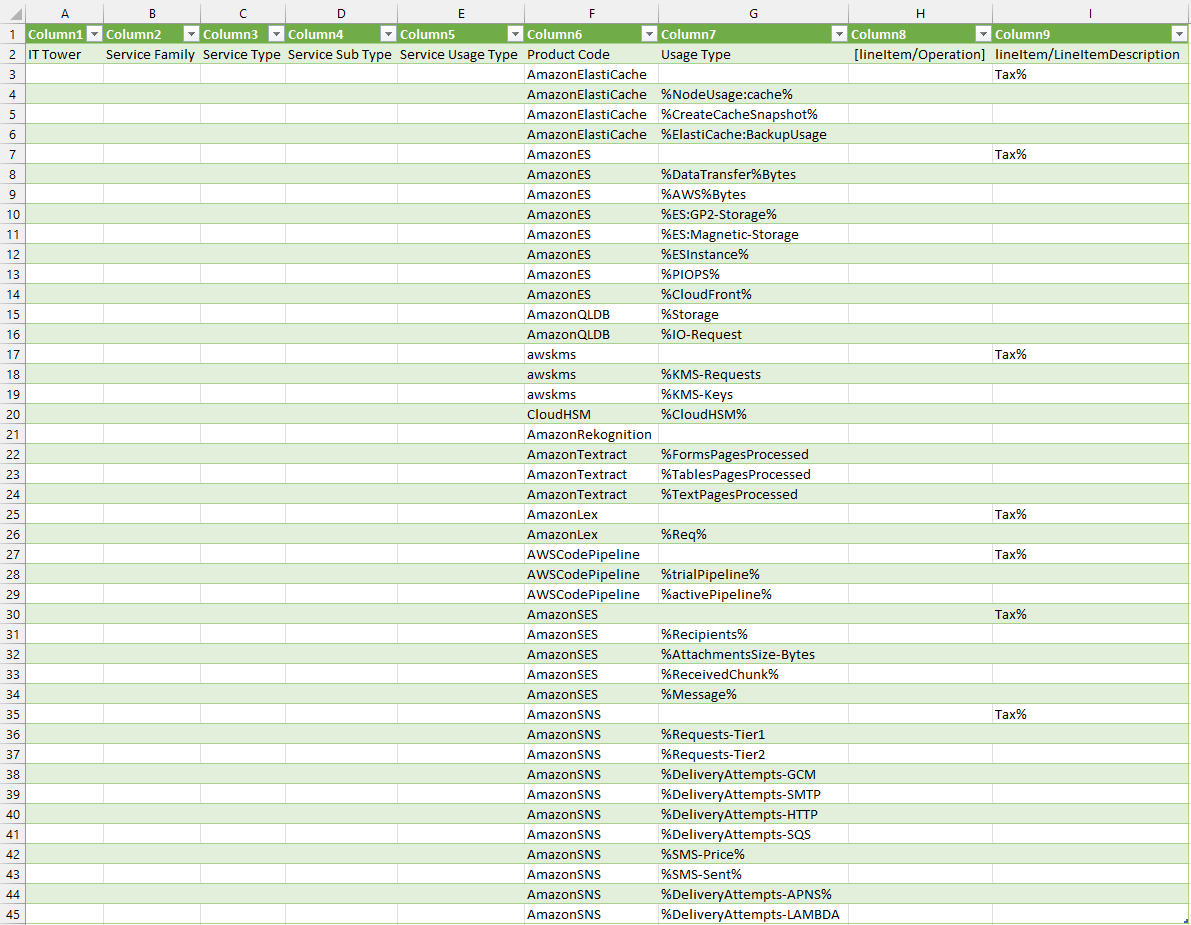 A B C D E F G H I
1 Column1 Column2 Column3 Column4 Column5 Column6 Column7 Column8 Column9
2 IT Tower Service Family Service Type Service Sub Type Service Usage Type Product Code Usage Type [lineItem/Operation] lineItem/LineItemDescription
3 AmazonElastiCache Tax%
4 AmazonElastiCache %NodeUsage:cache%
5 AmazonElastiCache %CreateCacheSnapshot%
6 AmazonElastiCache %ElastiCache:BackupUsage
7 AmazonES Tax%
8 AmazonES %DataTransfer%Bytes
9 AmazonES %AWS%Bytes
10 AmazonES %ES:GP2-Storage%
11 AmazonES %ES:Magnetic-Storage
12 AmazonES %ESInstance%
13 AmazonES %PIOPS%
14 AmazonES %CloudFront%
15 AmazonQLDB %Storage
16 AmazonQLDB %IO-Request
17 awskms Tax%
18 awskms %KMS-Requests
19 awskms %KMS-Keys
20 CloudHSM %CloudHSM%
21 AmazonRekognition
22 AmazonTextract %FormsPagesProcessed
23 AmazonTextract %TablesPagesProcessed
24 AmazonTextract %TextPagesProcessed
25 AmazonLex Tax%
26 AmazonLex %Req%
27 AWSCodePipeline Tax%
28 AWSCodePipeline %trialPipeline%
29 AWSCodePipeline %activePipeline%
30 AmazonSES Tax%
31 AmazonSES %Recipients%
32 AmazonSES %AttachmentsSize-Bytes
33 AmazonSES %ReceivedChunk%
34 AmazonSES %Message%
35 AmazonSNS Tax%
36 AmazonSNS %Requests-Tier1
37 AmazonSNS %Requests-Tier2
38 AmazonSNS %DeliveryAttempts-GCM
39 AmazonSNS %DeliveryAttempts-SMTP
40 AmazonSNS %DeliveryAttempts-HTTP
41 AmazonSNS %DeliveryAttempts-SQS
42 AmazonSNS %SMS-Price%
43 AmazonSNS %SMS-Sent%
44 AmazonSNS %DeliveryAttempts-APNS%
45 AmazonSNS %DeliveryAttempts-LAMBDA